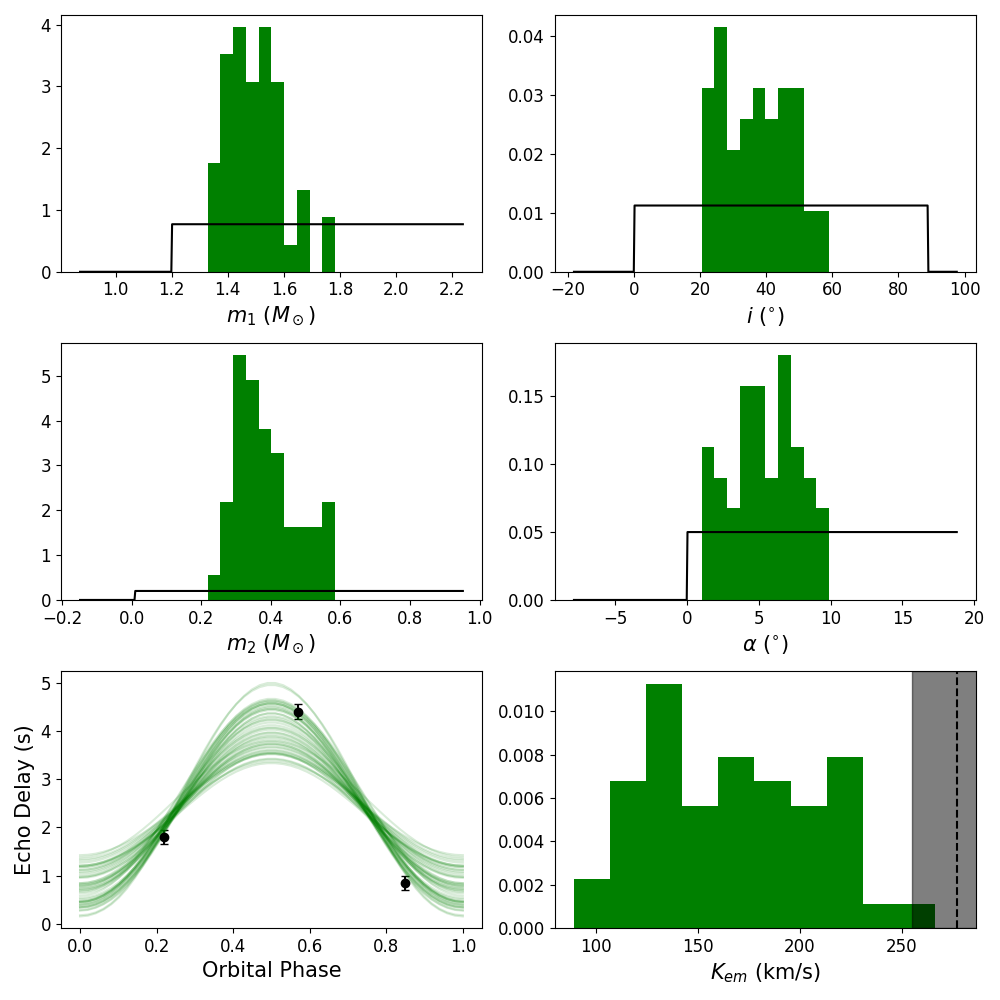 4
3
2
1
0
1.0 1.2 1.4 1.6 1.8 2.0 2.2
m₁ (M⊙)
0.04
0.03
0.02
0.01
0.00
−20 0 20 40 60 80 100
i (°)
5
4
3
2
1
0
−0.2 0.0 0.2 0.4 0.6 0.8 1.0
m₂ (M⊙)
0.15
0.10
0.05
0.00
−5 0 5 10 15 20
α (°)
Echo Delay (s)
5
4
3
2
1
0
0.0 0.2 0.4 0.6 0.8 1.0
Orbital Phase
0.010
0.008
0.006
0.004
0.002
0.000
100 150 200 250
Kₑₘ (km/s)